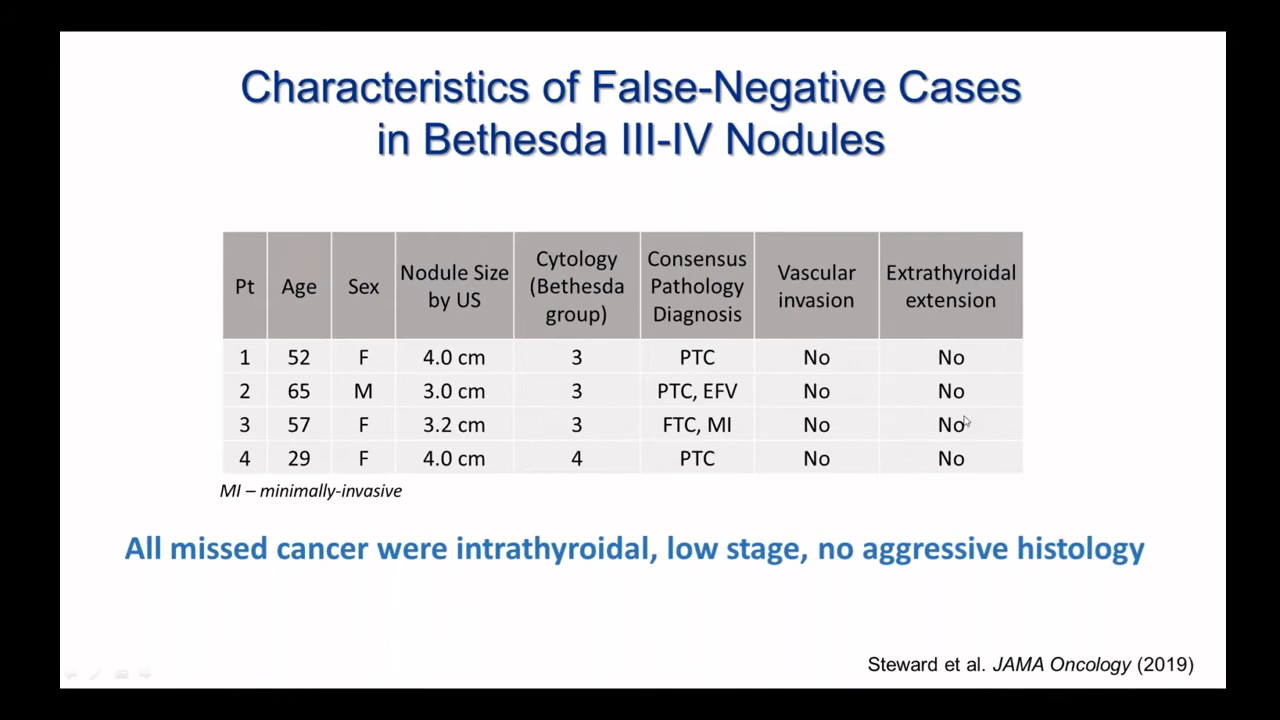 Characteristics of False-Negative Cases
in Bethesda III-IV Nodules
Pt Age Sex Nodule Size by US Cytology (Bethesda group) Consensus Pathology Diagnosis Vascular invasion Extrathyroidal extension
1 52 F 4.0 cm 3 PTC No No
2 65 M 3.0 cm 3 PTC, EFV No No
3 57 F 3.2 cm 3 FTC, MI No No
4 29 F 4.0 cm 4 PTC No No
MI – minimally-invasive
All missed cancer were intrathyroidal, low stage, no aggressive histology
Steward et al. JAMA Oncology (2019)